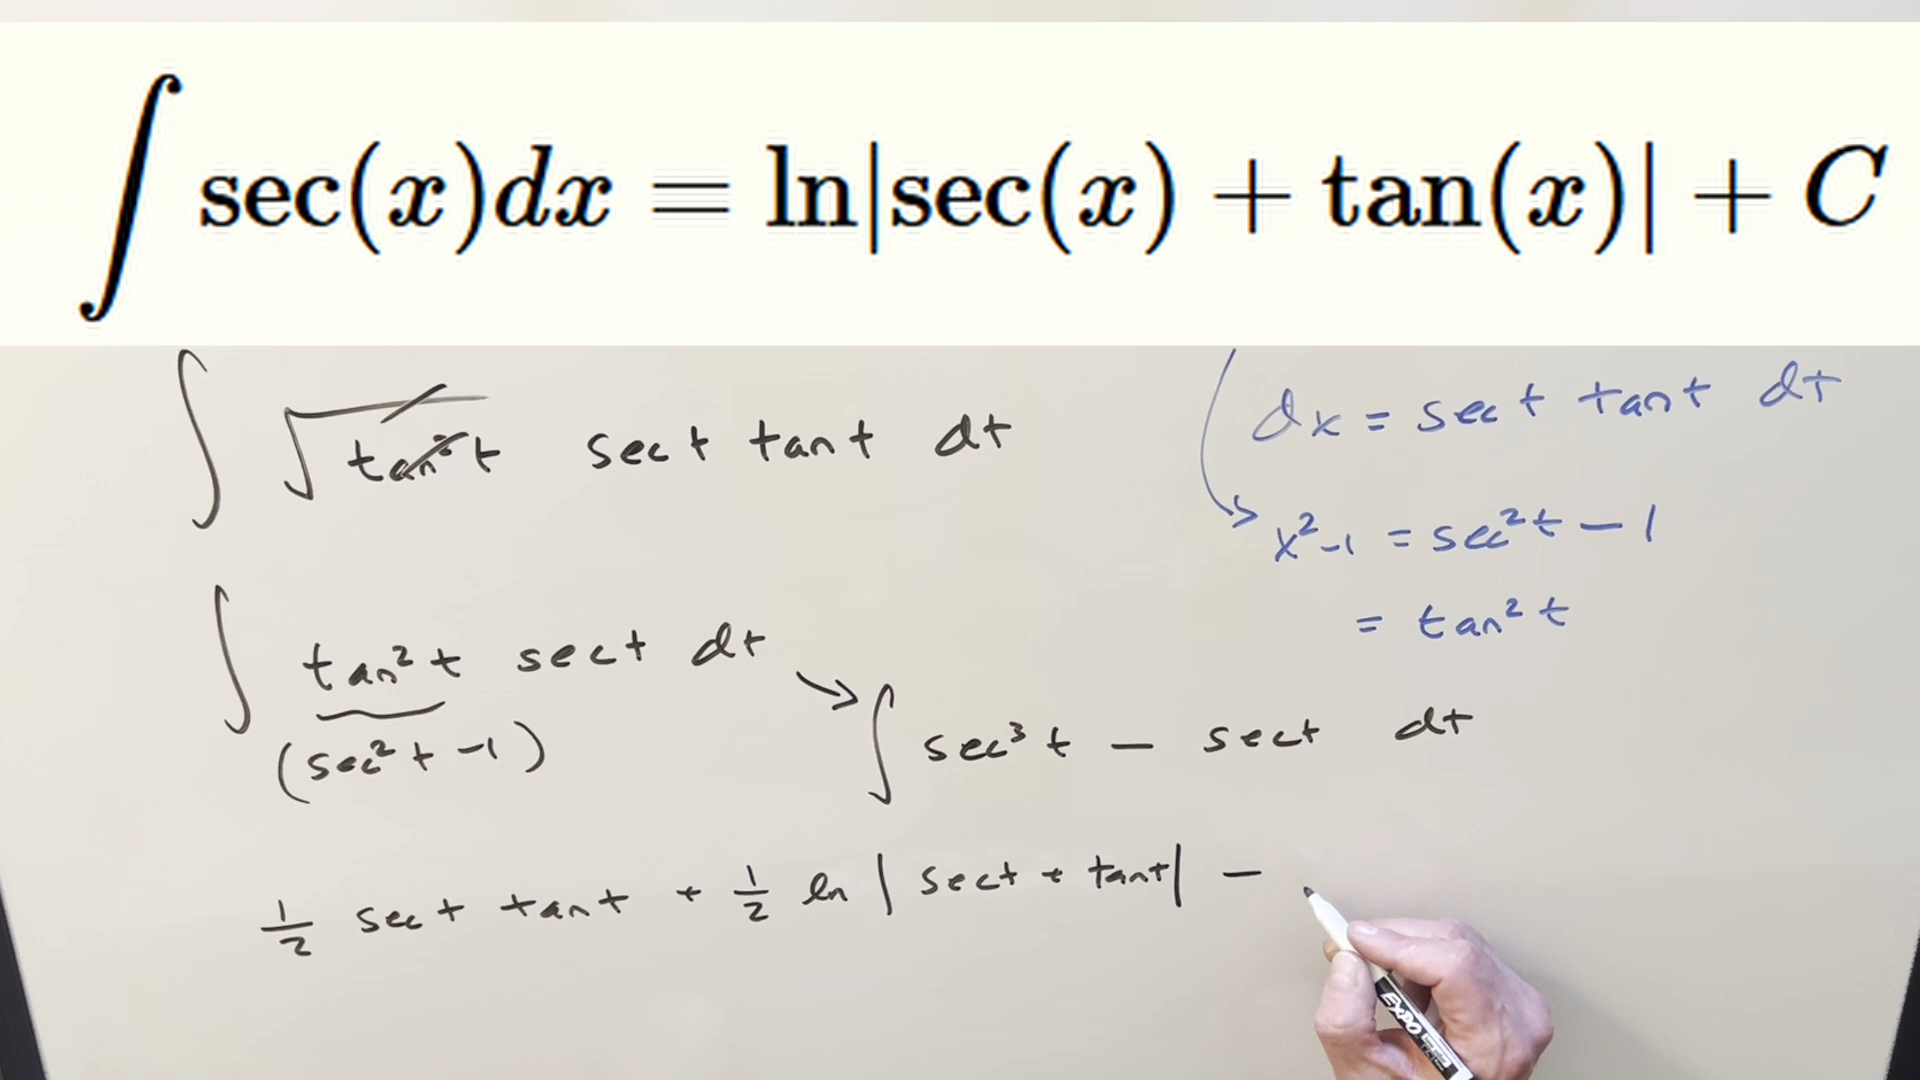 ∫ sec(x)dx = ln|sec(x) + tan(x)| + C
∫ √tan²t sec t tan t dt
dx = sec t tan t dt
x²-1 = sec²t - 1
= tan²t
∫ tan²t sec t dt
(sec²t -1)
∫ sec³t - sec t dt
1/2 sec t tan t + 1/2 ln | sec t + tan t | -
EXPO